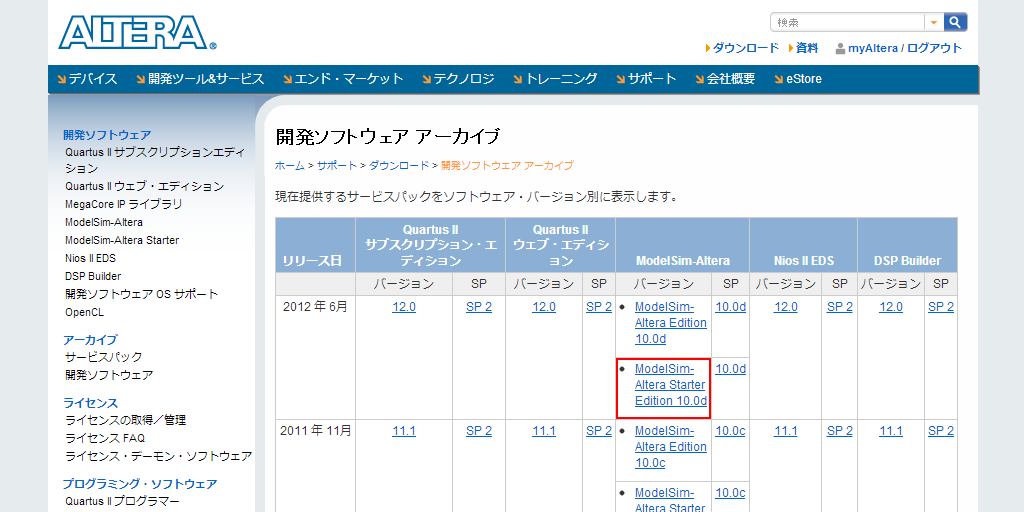 ALTERA®
検索
ダウンロード 資料 myAltera / ログアウト
デバイス 開発ツール&サービス エンド・マーケット テクノロジ トレーニング サポート 会社概要 eStore
開発ソフトウェア
Quartus II サブスクリプションエディ
ション
Quartus II ウェブ・エディション
MegaCore IP ライブラリ
ModelSim-Altera
ModelSim-Altera Starter
Nios II EDS
DSP Builder
開発ソフトウェア OS サポート
OpenCL
アーカイブ
サービスパック
開発ソフトウェア
ライセンス
ライセンスの取得／管理
ライセンス FAQ
ライセンス・デーモン・ソフトウェア
プログラミング・ソフトウェア
Quartus II プログラマー
開発ソフトウェア アーカイブ
ホーム > サポート > ダウンロード > 開発ソフトウェア アーカイブ
現在提供するサービスパックをソフトウェア・バージョン別に表示します。
リリース日
Quartus II
サブスクリプション・エ
ディション
Quartus II
ウェブ・エディシ
ョン
ModelSim-Altera
Nios II EDS
DSP Builder
バージョン SP バージョン SP バージョン SP バージョン SP バージョン SP
2012 年 6月
12.0
SP 2
12.0
SP 2
• ModelSim-
Altera Edition
10.0d
10.0d
• ModelSim-
Altera Starter
Edition 10.0d
10.0d
12.0
SP 2
12.0
SP 2
2011 年 11月
11.1
SP 2
11.1
SP 2
• ModelSim-
Altera Edition
10.0c
10.0c
• ModelSim-
Altera Starter
10.0c
11.1
SP 2
11.1
SP 2